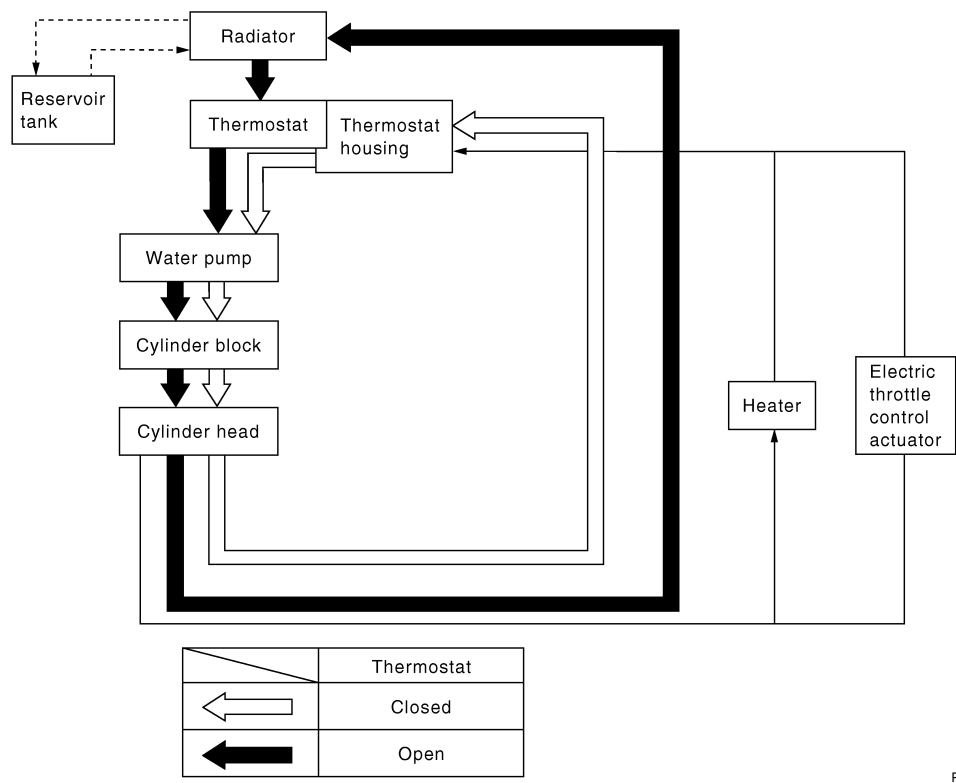 Radiator
Reservoir
tank
Thermostat
Thermostat
housing
Water pump
Cylinder block
Cylinder head
Heater
Electric
throttle
control
actuator
Thermostat
Closed
Open